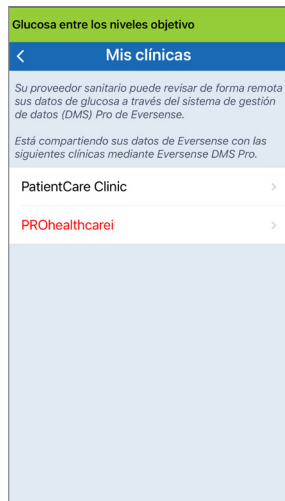 Glucosa entre los niveles objetivo
Mis clínicas
Su proveedor sanitario puede revisar de forma remota
sus datos de glucosa a través del sistema de gestión
de datos (DMS) Pro de Eversense.
Está compartiendo sus datos de Eversense con las
siguientes clínicas mediante Eversense DMS Pro.
PatientCare Clinic
PROhealthcarei